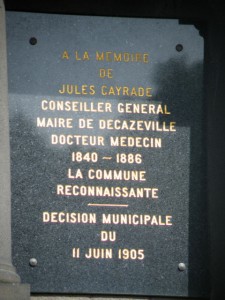 A LA MEMOIRE
DE
JULES CAYRADE
CONSEILLER GENERAL
MAIRE DE DECAZEVILLE
DOCTEUR MEDECIN
1840 - 1886
LA COMMUNE
RECONNAISSANTE
DECISION MUNICIPALE
DU
11 JUIN 1905